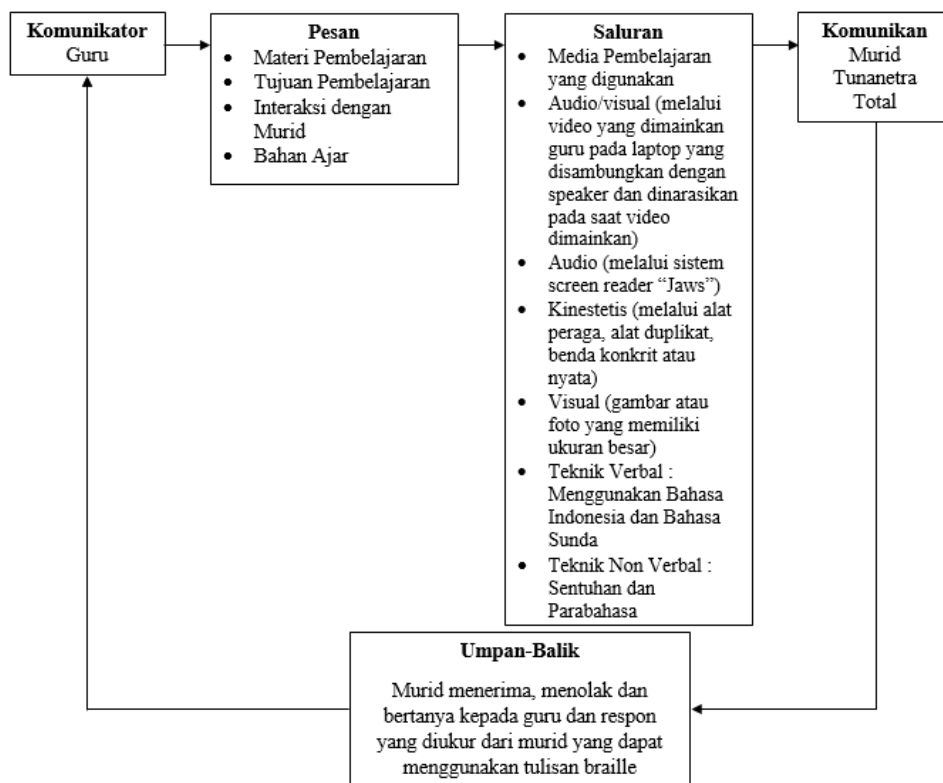 Komunikator
Guru
Pesan
• Materi Pembelajaran
• Tujuan Pembelajaran
• Interaksi dengan
Murid
• Bahan Ajar
Saluran
• Media Pembelajaran
yang digunakan
• Audio/visual (melalui
video yang dimainkan
guru pada laptop yang
disambungkan dengan
speaker dan dinarasikan
pada saat video
dimainkan)
• Audio (melalui sistem
screen reader “Jaws”)
• Kinestetis (melalui alat
peraga, alat duplikat,
benda konkrit atau
nyata)
• Visual (gambar atau
foto yang memiliki
ukuran besar)
• Teknik Verbal :
Menggunakan Bahasa
Indonesia dan Bahasa
Sunda
• Teknik Non Verbal :
Sentuhan dan
Parabahasa
Komunikan
Murid
Tunanetra
Total
Umpan-Balik
Murid menerima, menolak dan
bertanya kepada guru dan respon
yang diukur dari murid yang dapat
menggunakan tulisan braille